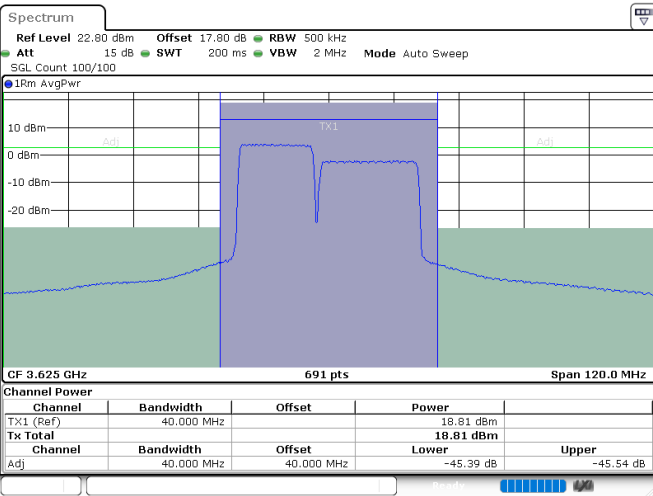 Spectrum
Ref Level 22.80 dBm Offset 17.80 dB RBW 500 kHz
Att 15 dB SWT 200 ms VBW 2 MHz Mode Auto Sweep
SGL Count 100/100
1Rm AvgPwr
TX1
10 dBm
Adj Adj
0 dBm
-10 dBm
-20 dBm
CF 3.625 GHz 691 pts Span 120.0 MHz
Channel Power
Channel Bandwidth Offset Power
TX1 (Ref) 40.000 MHz 18.81 dBm
Tx Total 18.81 dBm
Channel Bandwidth Offset Lower Upper
Adj 40.000 MHz 40.000 MHz -45.39 dB -45.54 dB
Ready